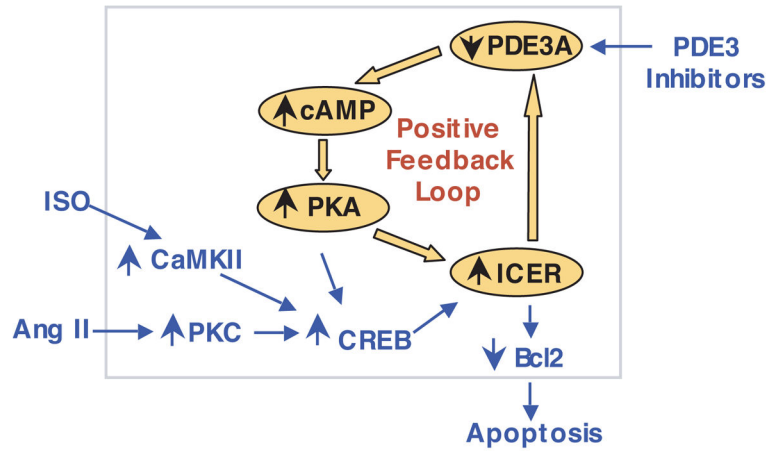 PDE3A
PDE3
Inhibitors
cAMP
Positive
Feedback
Loop
ISO
PKA
CaMKII
ICER
Ang II
PKC
CREB
Bcl2
Apoptosis